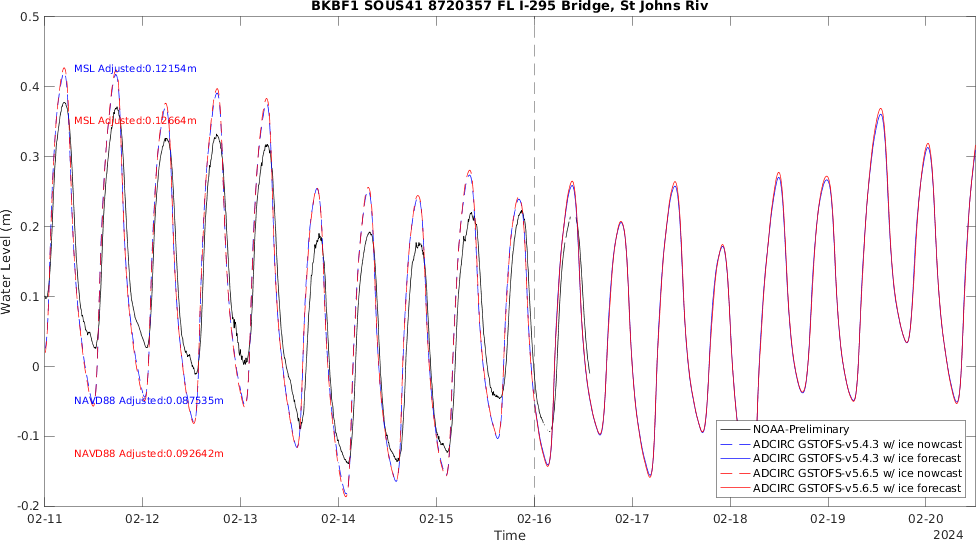 BKBF1 SOUS41 8720357 FL I-295 Bridge, St Johns Riv
0.5
0.4
0.3
0.2
0.1
0
-0.1
-0.2
Water Level (m)
MSL Adjusted:0.12154m
MSL Adjusted:0.12664m
NAVD88 Adjusted:0.087535m
NAVD88 Adjusted:0.092642m
NOAA-Preliminary
ADCIRC GSTOFS-v5.4.3 w/ ice nowcast
ADCIRC GSTOFS-v5.4.3 w/ ice forecast
ADCIRC GSTOFS-v5.6.5 w/ ice nowcast
ADCIRC GSTOFS-v5.6.5 w/ ice forecast
02-11 02-12 02-13 02-14 02-15 02-16 02-17 02-18 02-19 02-20
Time
2024